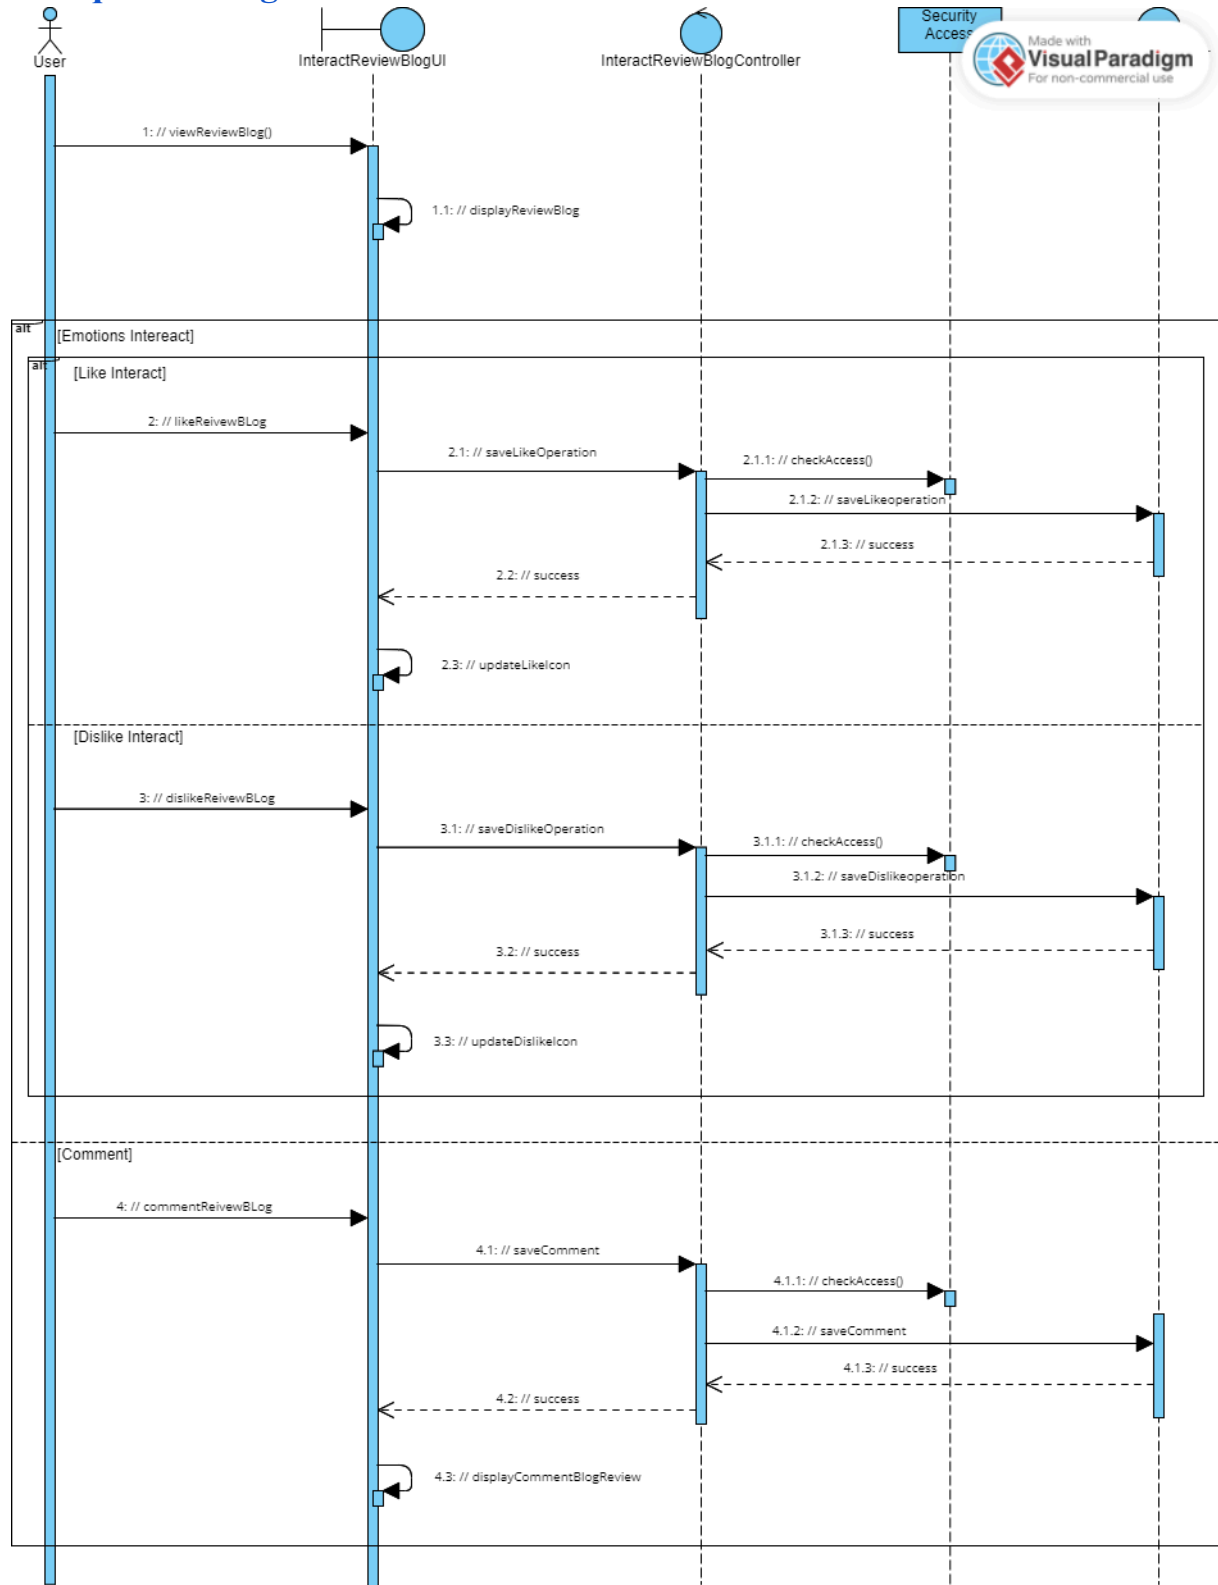 User
InteractReviewBlogUI
InteractReviewBlogController
Security
Access
Made with
Visual Paradigm
For non-commercial use
1: // viewReviewBlog()
1.1: // displayReviewBlog
alt
[Emotions Intereact]
alt
[Like Interact]
2: // likeReivewBLog
2.1: // saveLikeOperation
2.1.1: // checkAccess()
2.1.2: // saveLikeoperation
2.1.3: // success
2.2: // success
2.3: // updateLikeIcon
[Dislike Interact]
3: // dislikeReivewBLog
3.1: // saveDislikeOperation
3.1.1: // checkAccess()
3.1.2: // saveDislikeoperation
3.1.3: // success
3.2: // success
3.3: // updateDislikeIcon
[Comment]
4: // commentReivewBLog
4.1: // saveComment
4.1.1: // checkAccess()
4.1.2: // saveComment
4.1.3: // success
4.2: // success
4.3: // displayCommentBlogReview